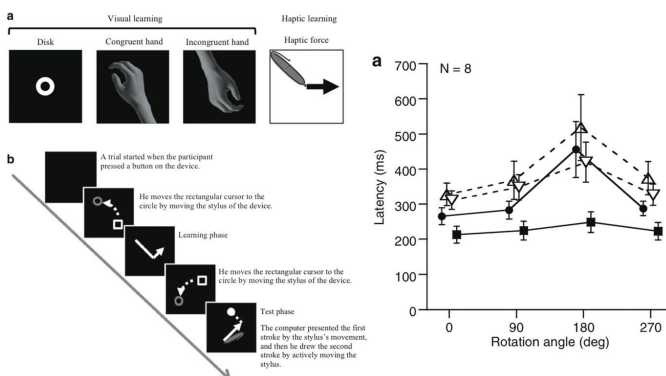 a
Visual learning
Haptic learning
Disk
Congruent hand
Incongruent hand
Haptic force
b
A trial started when the participant
pressed a button on the device.
He moves the rectangular cursor to the
circle by moving the stylus of the device.
Learning phase
He moves the rectangular cursor to the
circle by moving the stylus of the device.
Test phase
The computer presented the first
stroke by the stylus's movement,
and then he drew the second
stroke by actively moving the
stylus.
a
N = 8
Latency (ms)
700
600
500
400
300
200
100
0
0
90
180
270
Rotation angle (deg)